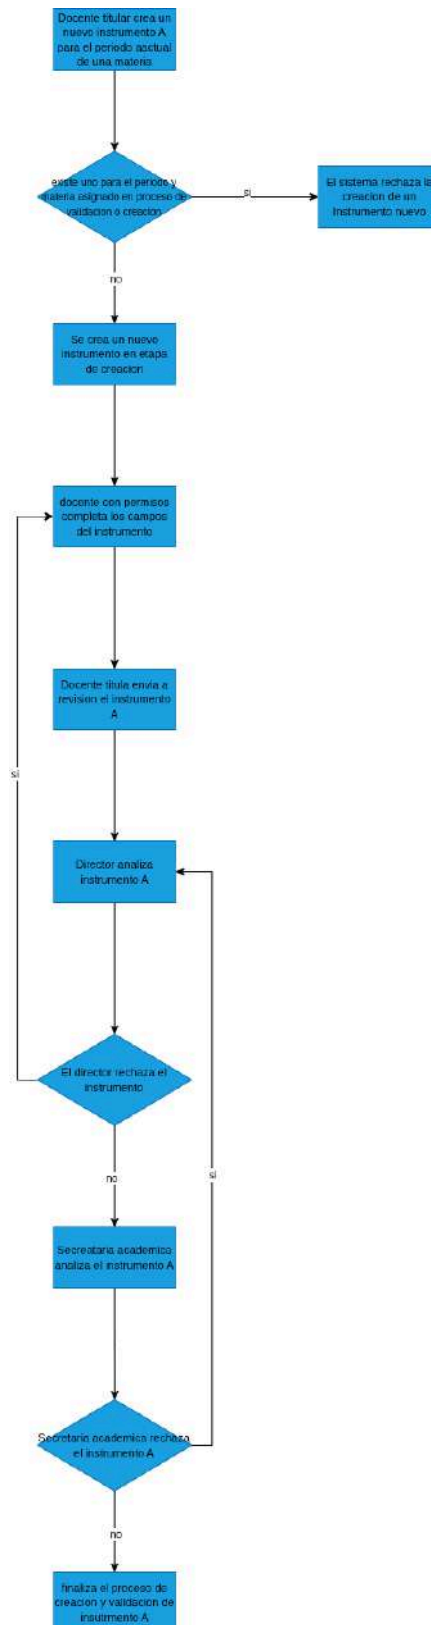 Docente titular crea un
nuevo instrumento A
para el periodo asctual
de una materia
existe uno para el periodo y
materia asignado en proceso de
validacion o creación
si
El sistema rechaza la
creacion de un
instrumento nuevo
no
Se crea un nuevo
instrumento en etapa
de creacion
docente con permisos
completa los campos
del instrumento
Docente titula envia a
revision el instrumento
A
si
Director analiza
instrumento A
El director rechaza el
instrumento
no
si
Secreataria academica
analiza el instrumento A
Secretaria academica rechaza
el instrumento A
no
finaliza el proceso de
creacion y validacion de
insutrmento A